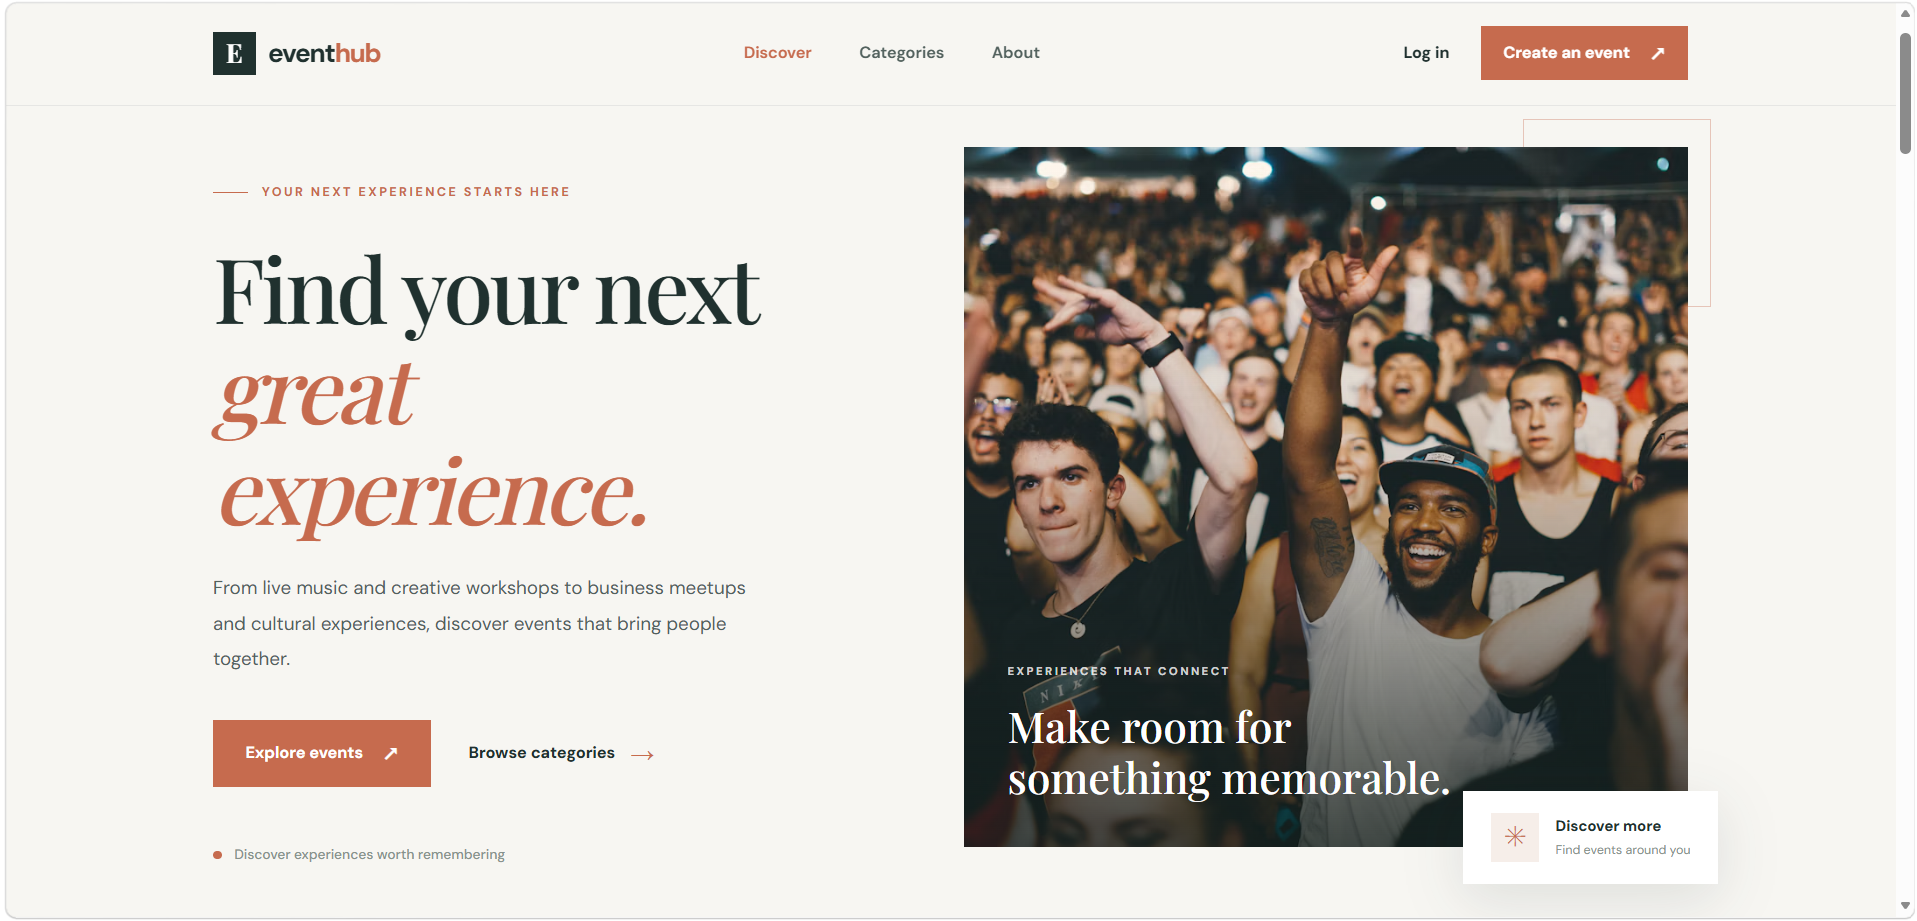 E eventhub
Discover
Categories
About
Log in
Create an event ↗
YOUR NEXT EXPERIENCE STARTS HERE
Find your next
great
experience.
From live music and creative workshops to business meetups
and cultural experiences, discover events that bring people
together.
Explore events ↗
Browse categories →
Discover experiences worth remembering
EXPERIENCES THAT CONNECT
NIKE
Make room for
something memorable.
Discover more
Find events around you